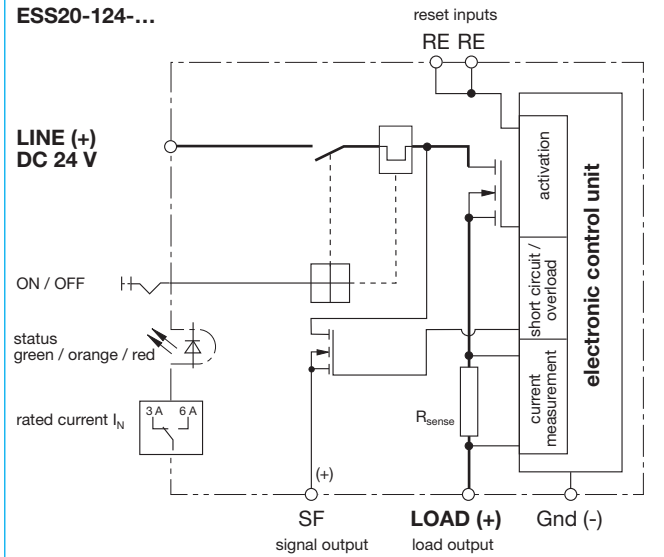 ESS20-124-...
reset inputs
RE RE
LINE (+)
DC 24 V
activation
short circuit /
overload
current
measurement
electronic control unit
ON / OFF
status
green / orange / red
rated current IN
3 A 6 A
Rsense
(+)
SF
signal output
LOAD (+)
load output
Gnd (-)